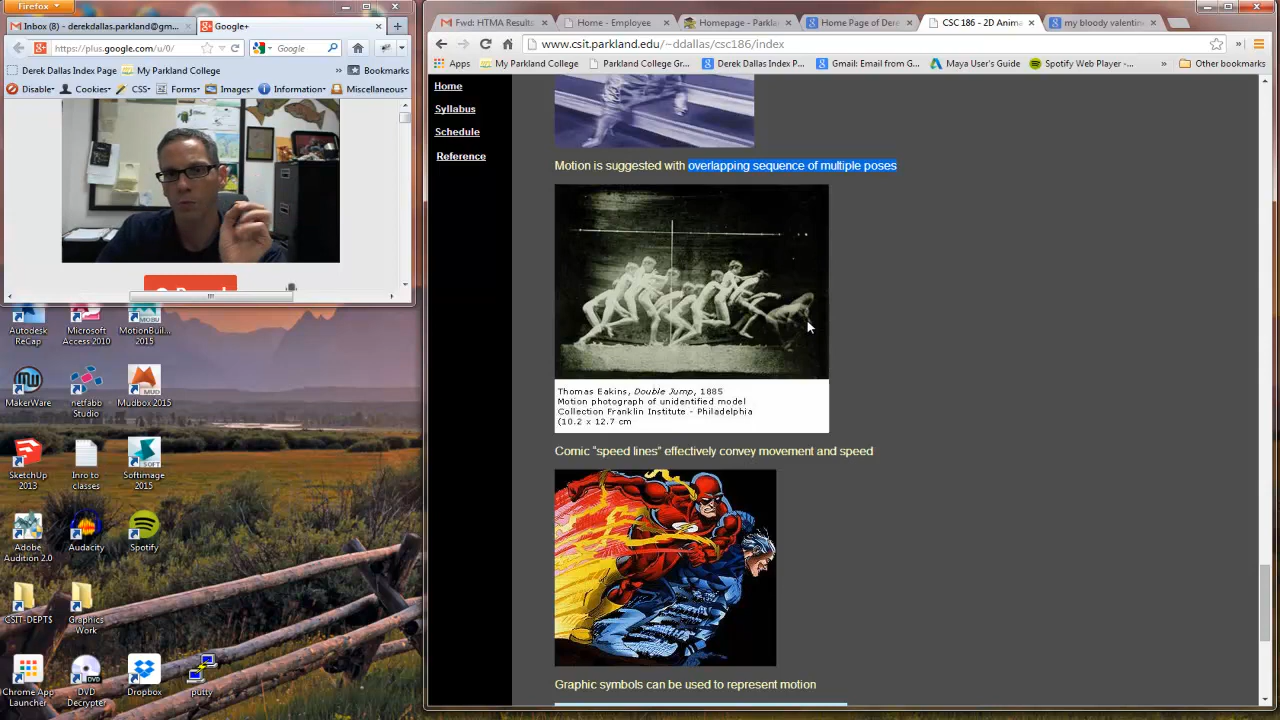 Firefox
Inbox (8) - derekdallas.parkland@gm...
Google+
https://plus.google.com/u/0/
Google
Derek Dallas Index Page
My Parkland College
»
Bookmarks
Disable
Cookies
CSS
Forms
Images
Information
Miscellaneous
Autodesk ReCap
Microsoft Access 2010
MotionBuil... 2015
MakerWare
netfabb Studio
Mudbox 2015
SketchUp 2013
Inro to classes
Softimage 2015
Adobe Audition 2.0
Audacity
Spotify
CSIT-DEPT$
Graphics Work
Chrome App Launcher
DVD Decrypter
Dropbox
putty
Fwd: HTMA Results
Home - Employee
Homepage - Parkla
Home Page of Dere
CSC 186 - 2D Anima
my bloody valentin
www.csit.parkland.edu/~ddallas/csc186/index
Apps
My Parkland College
Parkland College Gr...
Derek Dallas Index P...
Gmail: Email from G...
Maya User's Guide
Spotify Web Player -...
»
Other bookmarks
Home
Syllabus
Schedule
Reference
Motion is suggested with overlapping sequence of multiple poses
Thomas Eakins, Double Jump, 1885
Motion photograph of unidentified model
Collection Franklin Institute - Philadelphia
(10.2 x 12.7 cm
Comic "speed lines" effectively convey movement and speed
Graphic symbols can be used to represent motion